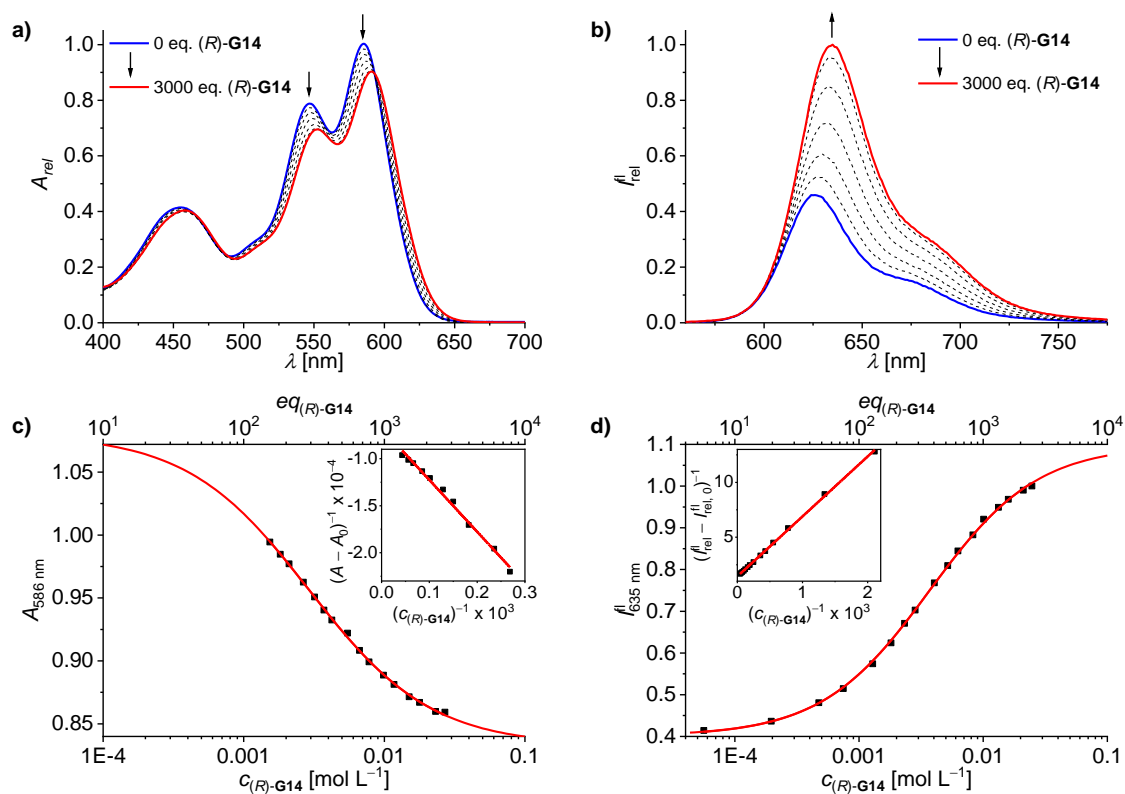 a)
0 eq. (R)-G14
3000 eq. (R)-G14
1.0
0.8
0.6
0.4
0.2
0.0
A_rel
400 450 500 550 600 650 700
λ [nm]
b)
0 eq. (R)-G14
3000 eq. (R)-G14
1.0
0.8
0.6
0.4
0.2
0.0
I^fl_rel
600 650 700 750
λ [nm]
c)
eq(R)-G14
10^1 10^2 10^3 10^4
1.05
1.00
0.95
0.90
0.85
A586 nm
-1.0
-1.5
-2.0
(A – A0)^–1 x 10^–4
0.0 0.1 0.2 0.3
(c(R)-G14)^–1 x 10^3
1E-4 0.001 0.01 0.1
c(R)-G14 [mol L^–1]
d)
eq(R)-G14
10^1 10^2 10^3 10^4
1.1
1.0
0.9
0.8
0.7
0.6
0.5
0.4
I^fl_635 nm
10
5
(I^fl_rel – I^fl_rel, 0)^–1
0 1 2
(c(R)-G14)^–1 x 10^3
1E-4 0.001 0.01 0.1
c(R)-G14 [mol L^–1]